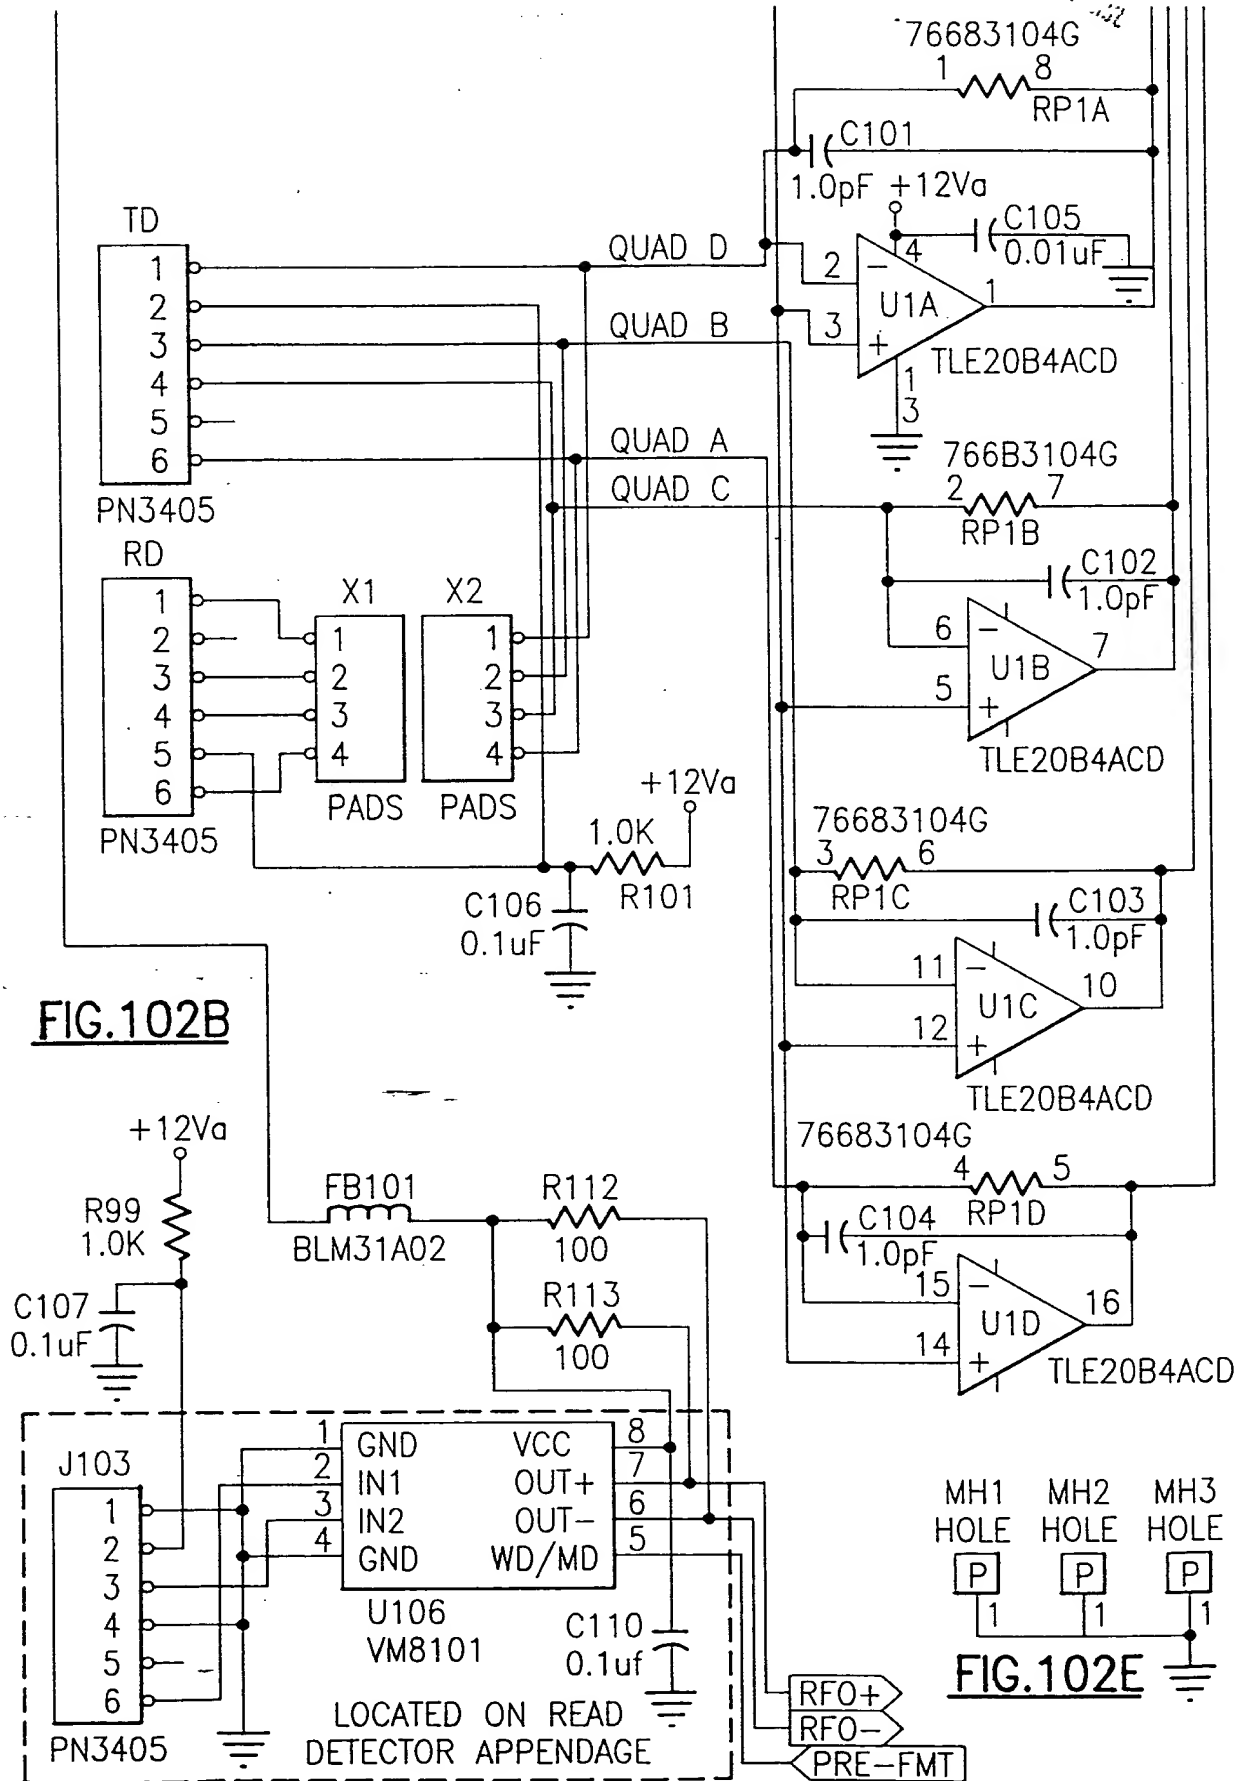 76683104G
1 8
RP1A
C101
1.0pF +12Va
C105
0.01uF
4
2 -
U1A
1
3 +
TLE20B4ACD
1
3
TD
1
2
3
4
5
6
PN3405
QUAD D
QUAD B
QUAD A
QUAD C
766B3104G
2 7
RP1B
C102
1.0pF
6 -
U1B
7
5 +
TLE20B4ACD
RD
1
2
3
4
5
6
PN3405
X1
1
2
3
4
PADS
X2
1
2
3
4
PADS
+12Va
1.0K
R101
C106
0.1uF
76683104G
3 6
RP1C
C103
1.0pF
11 -
U1C
10
12 +
TLE20B4ACD
FIG.102B
+12Va
R99
1.0K
C107
0.1uF
FB101
BLM31A02
R112
100
R113
100
76683104G
4 5
RP1D
C104
1.0pF
15 -
U1D
16
14 +
TLE20B4ACD
J103
1
2
3
4
5
6
PN3405
1 GND VCC 8
2 IN1 OUT+ 7
3 IN2 OUT- 6
4 GND WD/MD 5
U106
VM8101
C110
0.1uf
LOCATED ON READ
DETECTOR APPENDAGE
RFO+
RFO-
PRE-FMT
MH1 MH2 MH3
HOLE HOLE HOLE
P P P
1 1 1
FIG.102E